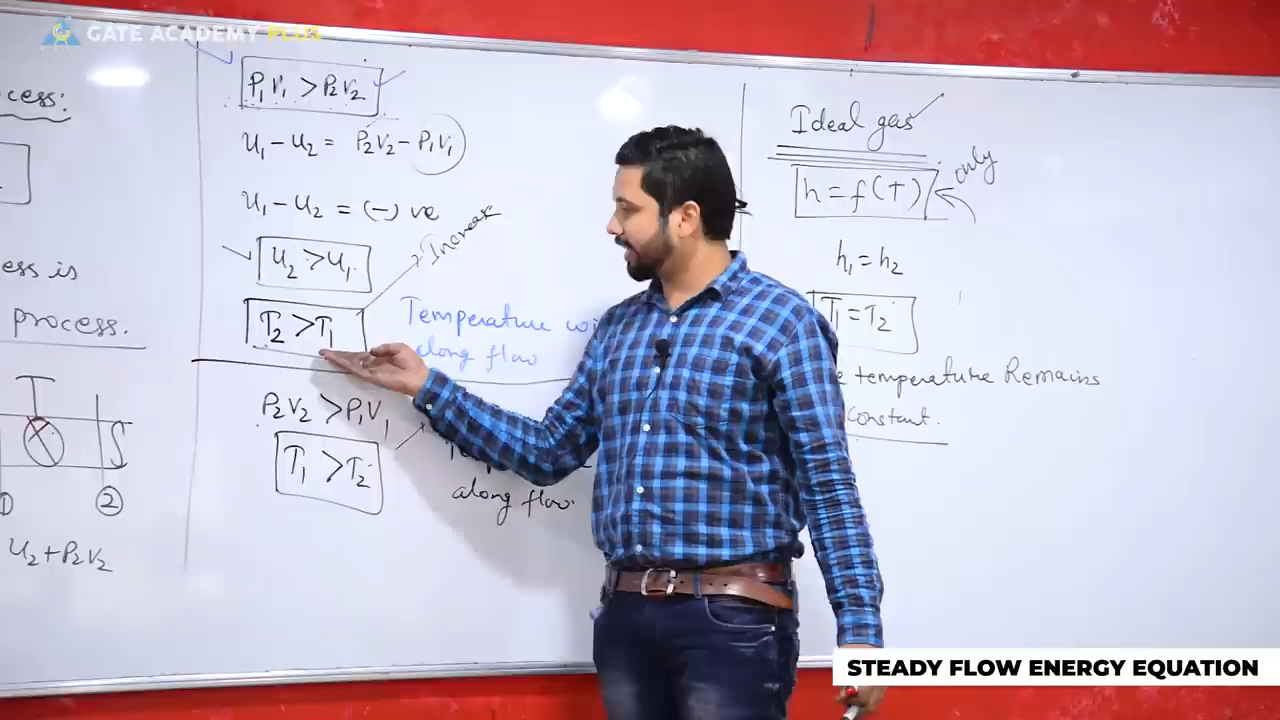 GATE ACADEMY PLUS
cess:
ess is
process.
①
②
U2 + P2V2
P1V1 > P2V2
U1 - U2 = P2V2 - P1V1
U1 - U2 = (-) ve
U2 > U1
Increase
T2 > T1
Temperature
along flow
P2V2 > P1V1
T1 > T2
along flow.
Ideal gas
h = f(T)
only
h1 = h2
T1 = T2
temperature Remains
constant.
STEADY FLOW ENERGY EQUATION